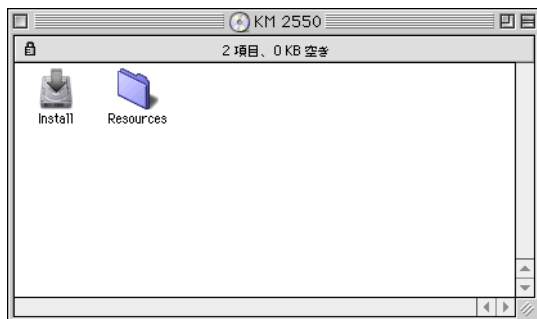 KM 2550
2 項目、0 KB 空き
Install
Resources